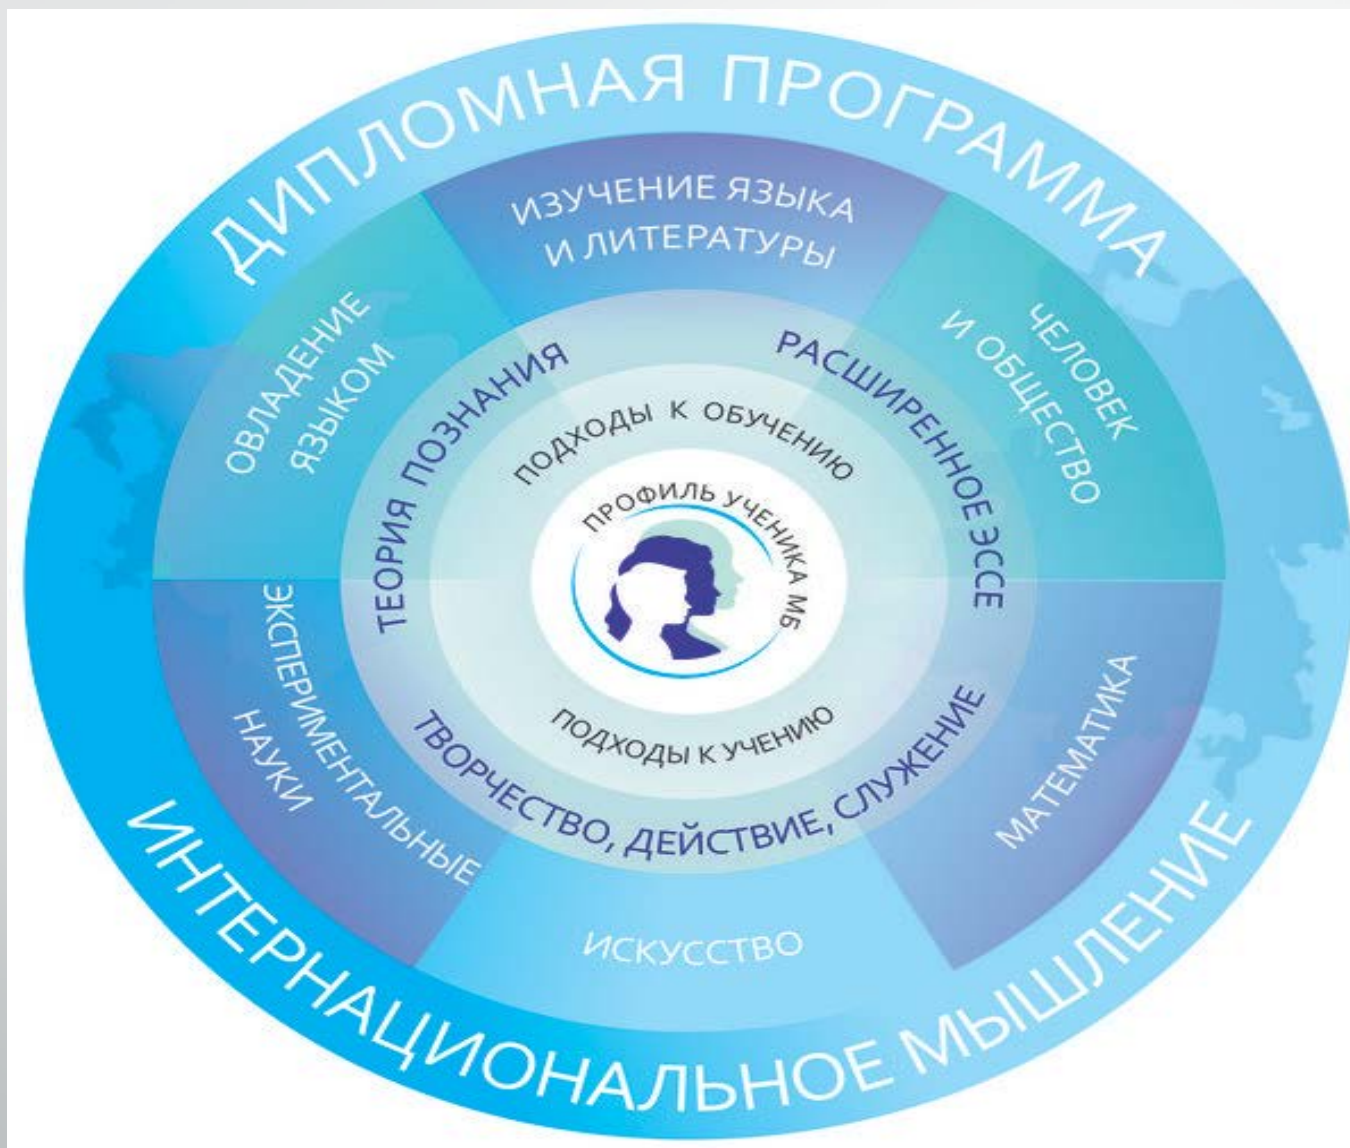 ДИПЛОМНАЯ ПРОГРАММА
ИЗУЧЕНИЕ ЯЗЫКА
И ЛИТЕРАТУРЫ
ОВЛАДЕНИЕ
ЯЗЫКОМ
ЧЕЛОВЕК
И ОБЩЕСТВО
ТЕОРИЯ ПОЗНАНИЯ
РАСШИРЕННОЕ ЭССЕ
ПОДХОДЫ К ОБУЧЕНИЮ
ПРОФИЛЬ УЧЕНИКА МБ
ПОДХОДЫ К УЧЕНИЮ
ТВОРЧЕСТВО, ДЕЙСТВИЕ, СЛУЖЕНИЕ
ЭКСПЕРИМЕНТАЛЬНЫЕ
НАУКИ
МАТЕМАТИКА
ИСКУССТВО
ИНТЕРНАЦИОНАЛЬНОЕ МЫШЛЕНИЕ